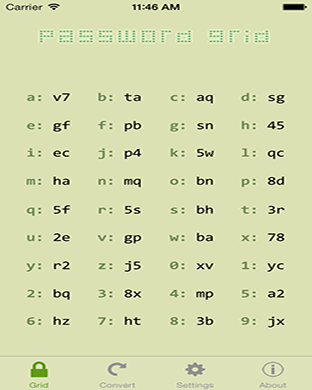 Carrier 11:46 AM
Password grid
a: v7 b: ta c: aq d: sg
e: gf f: pb g: sn h: 45
i: ec j: p4 k: 5w l: qc
m: ha n: mq o: bn p: 8d
q: 5f r: 5s s: bh t: 3r
u: 2e v: gp w: ba x: 78
y: r2 z: j5 0: xv 1: yc
2: bq 3: 8x 4: mp 5: a2
6: hz 7: ht 8: 3b 9: jx
Grid Convert Settings About